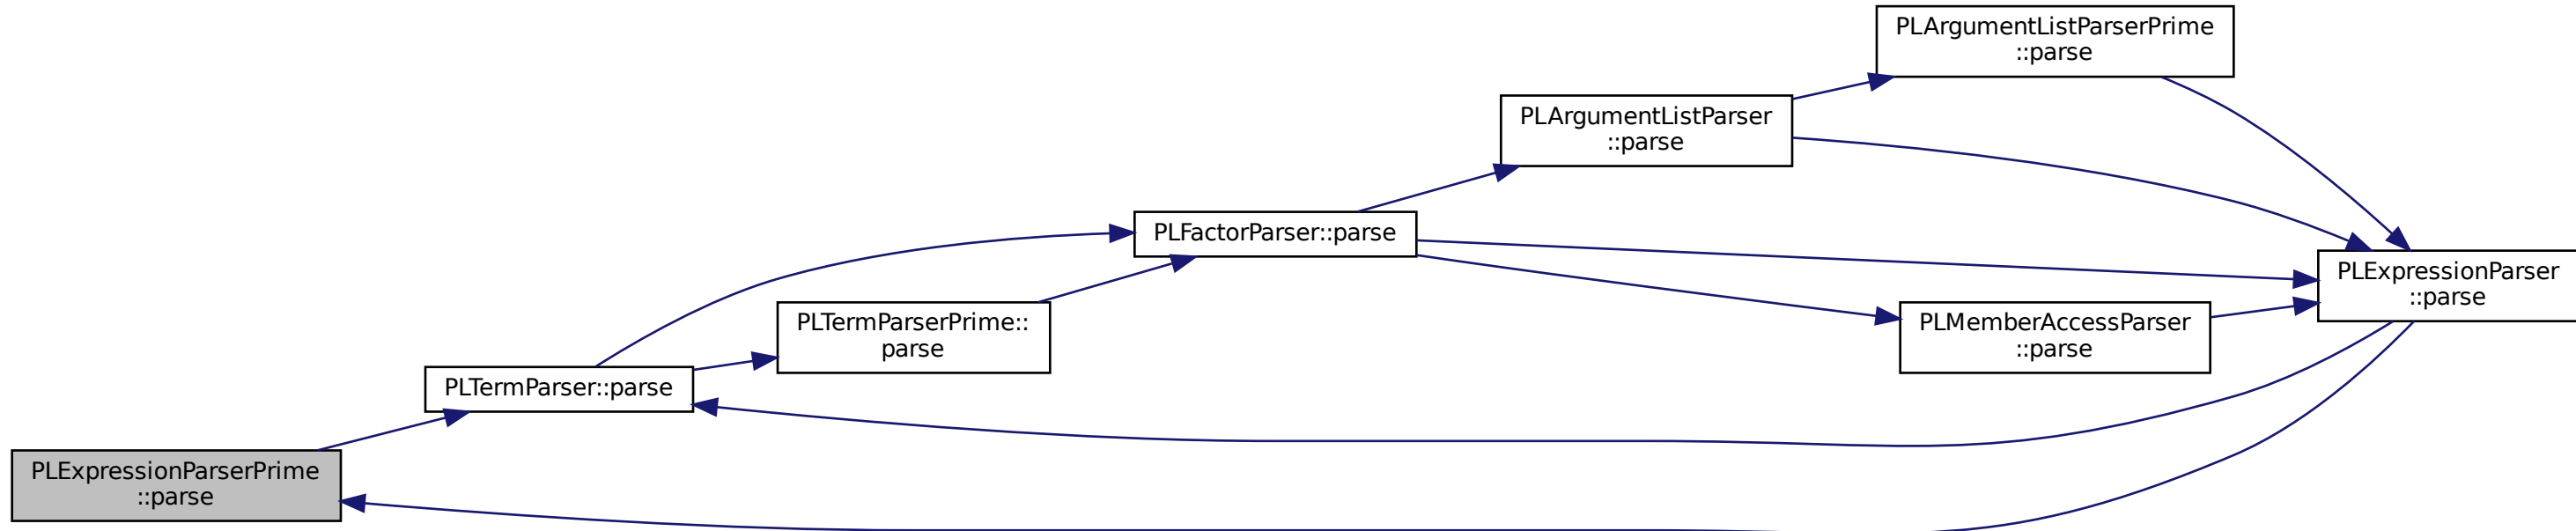 PLArgumentListParserPrime
::parse
PLArgumentListParser
::parse
PLFactorParser::parse
PLExpressionParser
::parse
PLTermParserPrime::
parse
PLMemberAccessParser
::parse
PLTermParser::parse
PLExpressionParserPrime
::parse